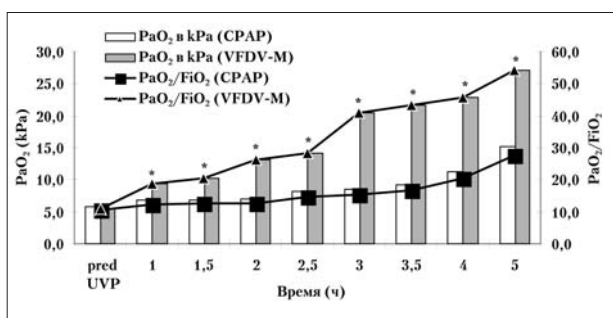 PaO₂ в kPa (CPAP)
PaO₂ в kPa (VFDV-M)
PaO₂/FiO₂ (CPAP)
PaO₂/FiO₂ (VFDV-M)
PaO₂ (kPa)
30,0
25,0
20,0
15,0
10,0
5,0
0,0
* * * * * * * *
60,0
50,0
40,0
30,0
20,0
10,0
0,0
PaO₂/FiO₂
pred UVP 1 1,5 2 2,5 3 3,5 4 5
Время (ч)